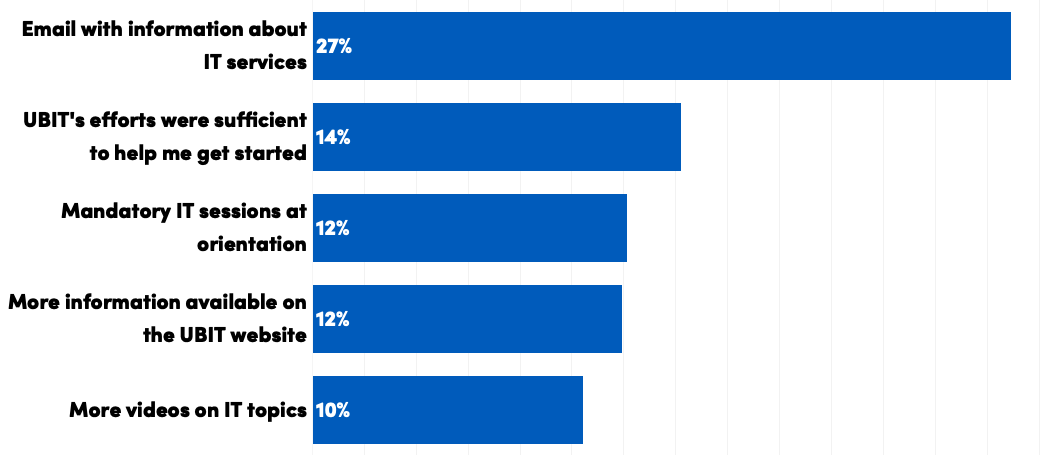 Email with information about
IT services
27%
UBIT's efforts were sufficient
to help me get started
14%
Mandatory IT sessions at
orientation
12%
More information available on
the UBIT website
12%
More videos on IT topics
10%